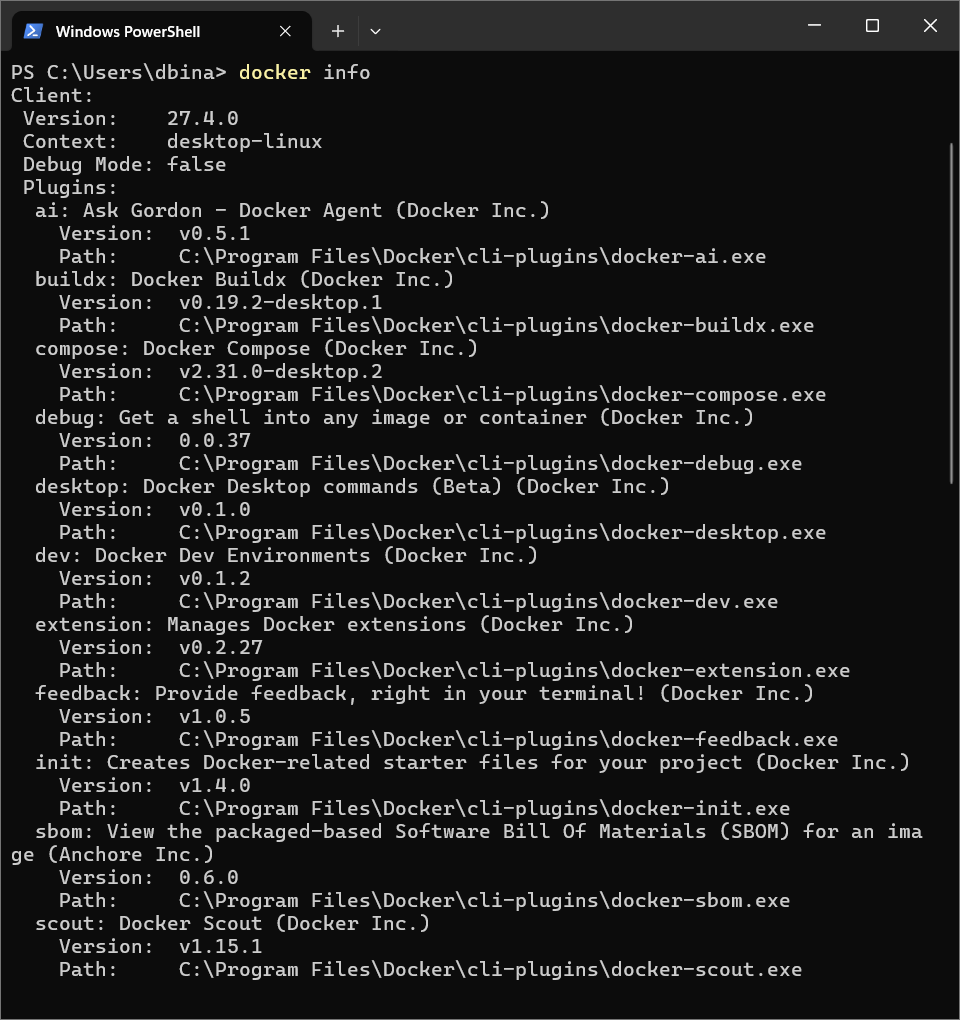 Windows PowerShell
PS C:\Users\dbina> docker info
Client:
 Version:    27.4.0
 Context:    desktop-linux
 Debug Mode: false
 Plugins:
  ai: Ask Gordon - Docker Agent (Docker Inc.)
    Version:  v0.5.1
    Path:     C:\Program Files\Docker\cli-plugins\docker-ai.exe
  buildx: Docker Buildx (Docker Inc.)
    Version:  v0.19.2-desktop.1
    Path:     C:\Program Files\Docker\cli-plugins\docker-buildx.exe
  compose: Docker Compose (Docker Inc.)
    Version:  v2.31.0-desktop.2
    Path:     C:\Program Files\Docker\cli-plugins\docker-compose.exe
  debug: Get a shell into any image or container (Docker Inc.)
    Version:  0.0.37
    Path:     C:\Program Files\Docker\cli-plugins\docker-debug.exe
  desktop: Docker Desktop commands (Beta) (Docker Inc.)
    Version:  v0.1.0
    Path:     C:\Program Files\Docker\cli-plugins\docker-desktop.exe
  dev: Docker Dev Environments (Docker Inc.)
    Version:  v0.1.2
    Path:     C:\Program Files\Docker\cli-plugins\docker-dev.exe
  extension: Manages Docker extensions (Docker Inc.)
    Version:  v0.2.27
    Path:     C:\Program Files\Docker\cli-plugins\docker-extension.exe
  feedback: Provide feedback, right in your terminal! (Docker Inc.)
    Version:  v1.0.5
    Path:     C:\Program Files\Docker\cli-plugins\docker-feedback.exe
  init: Creates Docker-related starter files for your project (Docker Inc.)
    Version:  v1.4.0
    Path:     C:\Program Files\Docker\cli-plugins\docker-init.exe
  sbom: View the packaged-based Software Bill Of Materials (SBOM) for an ima
ge (Anchore Inc.)
    Version:  0.6.0
    Path:     C:\Program Files\Docker\cli-plugins\docker-sbom.exe
  scout: Docker Scout (Docker Inc.)
    Version:  v1.15.1
    Path:     C:\Program Files\Docker\cli-plugins\docker-scout.exe